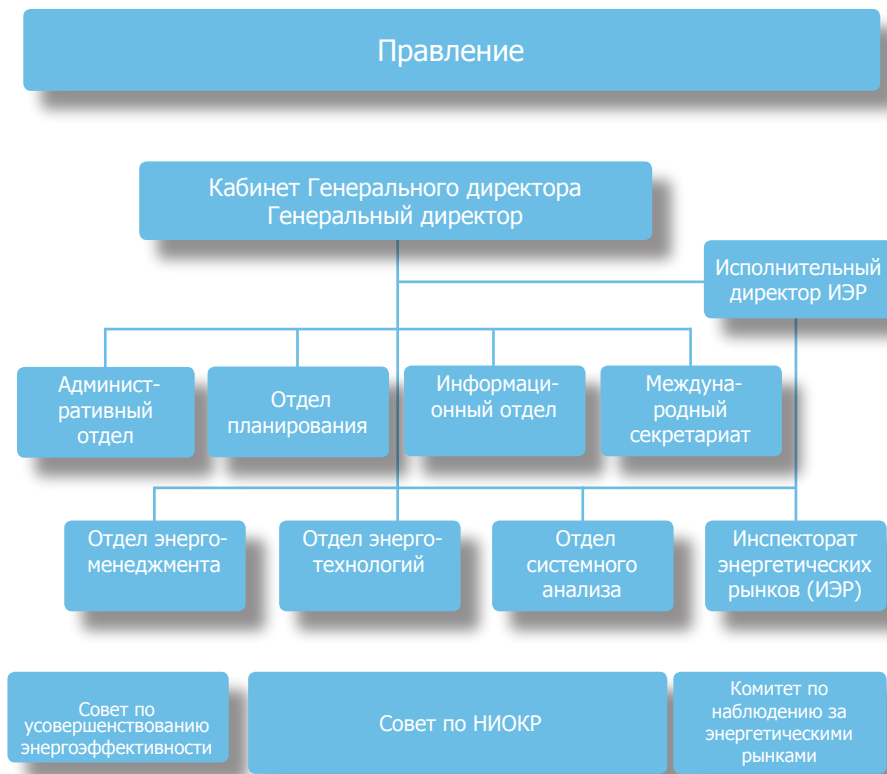 Правление
Кабинет Генерального директора
Генеральный директор
Исполнительный
директор ИЭР
Админист-
ративный
отдел
Отдел
планирования
Информаци-
онный отдел
Междуна-
родный
секретариат
Отдел энерго-
менеджмента
Отдел энерго-
технологий
Отдел
системного
анализа
Инспекторат
энергетических
рынков (ИЭР)
Совет по
усовершенствованию
энергоэффективности
Совет по НИОКР
Комитет по
наблюдению за
энергетическими
рынками